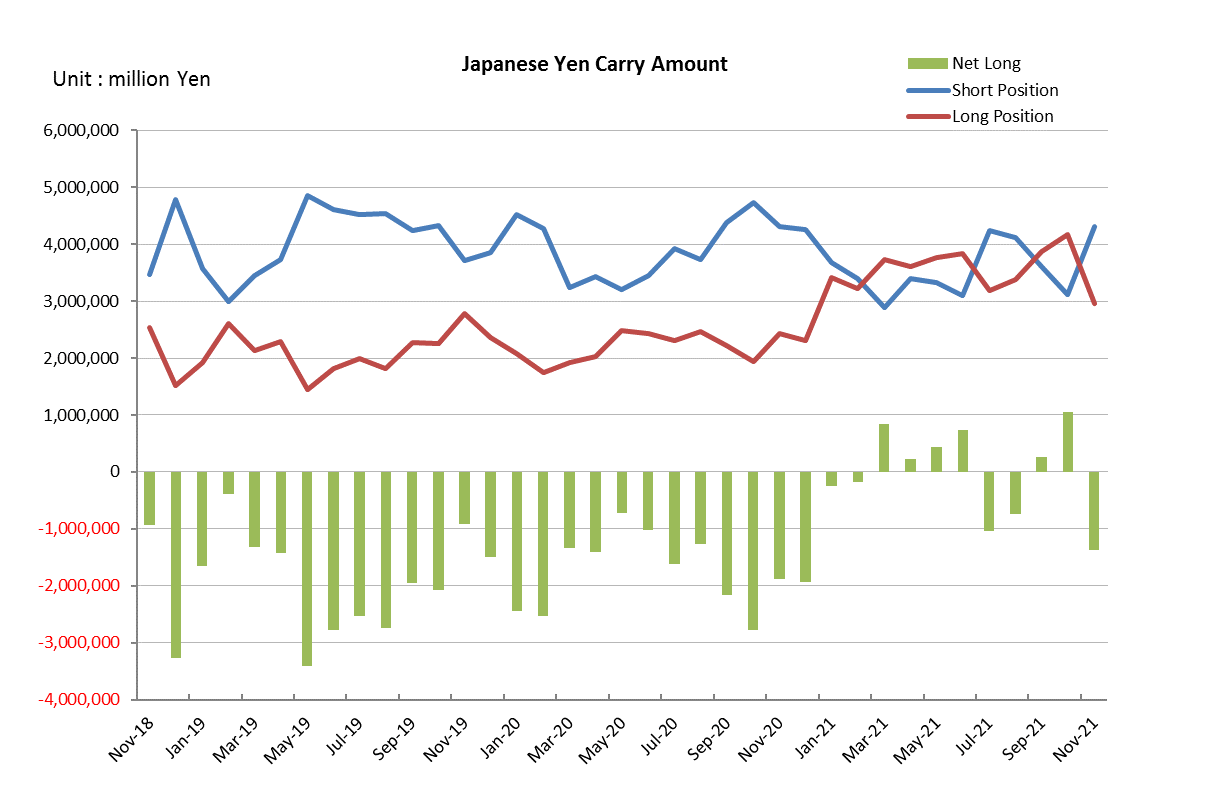 Japanese Yen Carry Amount
Unit : million Yen
Net Long
Short Position
Long Position
6,000,000
5,000,000
4,000,000
3,000,000
2,000,000
1,000,000
0
-1,000,000
-2,000,000
-3,000,000
-4,000,000
Nov-18
Jan-19
Mar-19
May-19
Jul-19
Sep-19
Nov-19
Jan-20
Mar-20
May-20
Jul-20
Sep-20
Nov-20
Jan-21
Mar-21
May-21
Jul-21
Sep-21
Nov-21